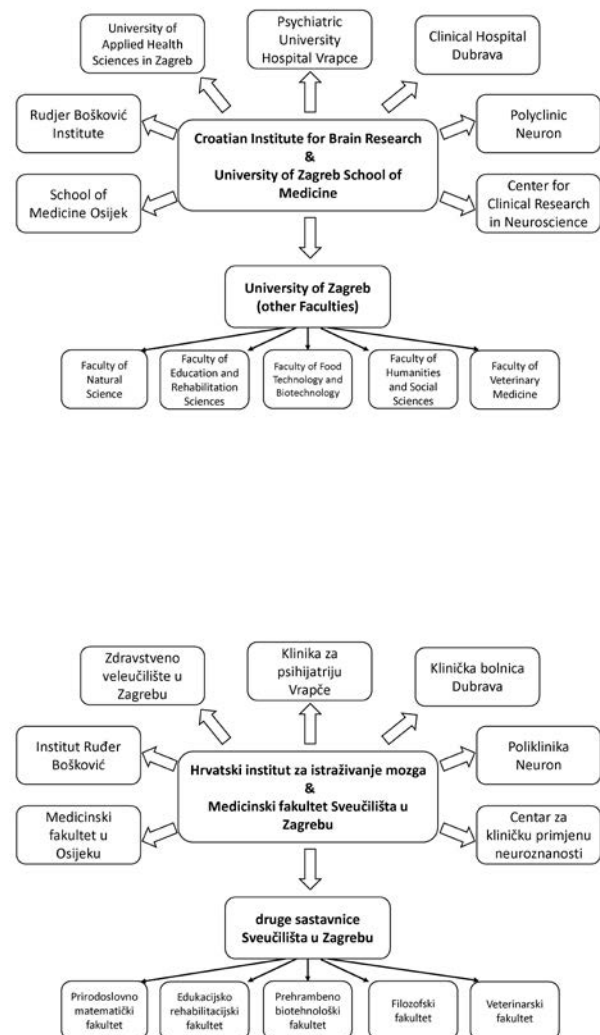 University of
Applied Health
Sciences in Zagreb
Psychiatric
University
Hospital Vrapce
Clinical Hospital
Dubrava
Rudjer Bošković
Institute
Croatian Institute for Brain Research
&
University of Zagreb School of
Medicine
Polyclinic
Neuron
School of
Medicine Osijek
Center for
Clinical Research
in Neuroscience
University of Zagreb
(other Faculties)
Faculty of
Natural
Science
Faculty of
Education and
Rehabilitation
Sciences
Faculty of Food
Technology and
Biotechnology
Faculty of
Humanities
and Social
Sciences
Faculty of
Veterinary
Medicine
Zdravstveno
veleučilište u
Zagrebu
Klinika za
psihijatriju
Vrapče
Klinička bolnica
Dubrava
Institut Ruđer
Bošković
Hrvatski institut za istraživanje mozga
&
Medicinski fakultet Sveučilišta u
Zagrebu
Poliklinika
Neuron
Medicinski
fakultet u
Osijeku
Centar za
kliničku primjenu
neuroznanosti
druge sastavnice
Sveučilišta u Zagrebu
Prirodoslovno
matematički
fakultet
Edukacijsko
rehabilitacijski
fakultet
Prehrambeno
biotehnološki
fakultet
Filozofski
fakultet
Veterinarski
fakultet